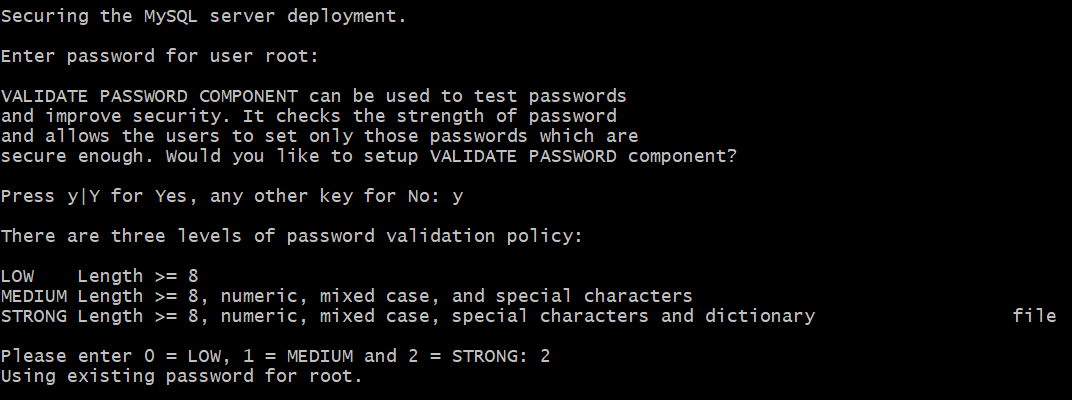 Securing the MySQL server deployment.
Enter password for user root:
VALIDATE PASSWORD COMPONENT can be used to test passwords
and improve security. It checks the strength of password
and allows the users to set only those passwords which are
secure enough. Would you like to setup VALIDATE PASSWORD component?
Press y|Y for Yes, any other key for No: y
There are three levels of password validation policy:
LOW    Length >= 8
MEDIUM Length >= 8, numeric, mixed case, and special characters
STRONG Length >= 8, numeric, mixed case, special characters and dictionary                  file
Please enter 0 = LOW, 1 = MEDIUM and 2 = STRONG: 2
Using existing password for root.